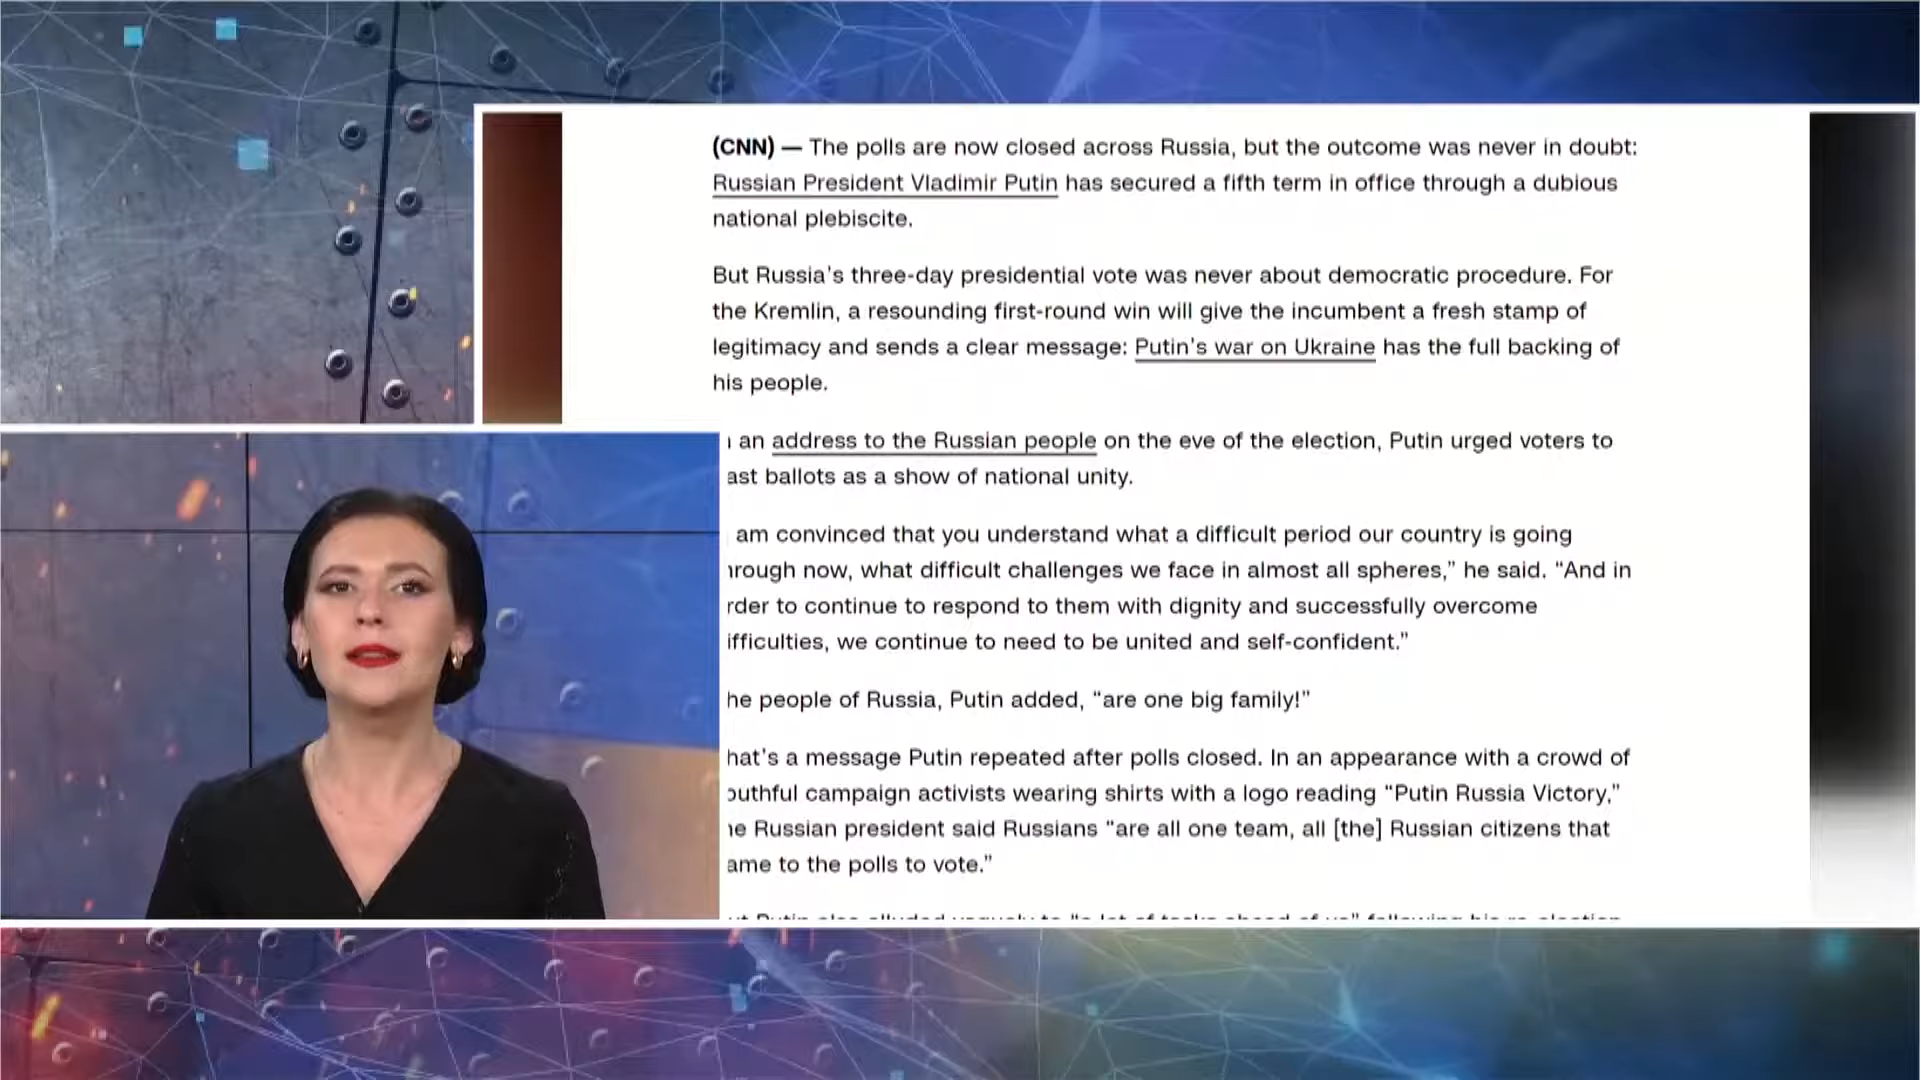 (CNN) — The polls are now closed across Russia, but the outcome was never in doubt:
Russian President Vladimir Putin has secured a fifth term in office through a dubious
national plebiscite.
But Russia's three-day presidential vote was never about democratic procedure. For
the Kremlin, a resounding first-round win will give the incumbent a fresh stamp of
legitimacy and sends a clear message: Putin's war on Ukraine has the full backing of
his people.
an address to the Russian people on the eve of the election, Putin urged voters to
ast ballots as a show of national unity.
am convinced that you understand what a difficult period our country is going
rough now, what difficult challenges we face in almost all spheres,” he said. “And in
rder to continue to respond to them with dignity and successfully overcome
ifficulties, we continue to need to be united and self-confident.”
he people of Russia, Putin added, “are one big family!”
hat's a message Putin repeated after polls closed. In an appearance with a crowd of
outhful campaign activists wearing shirts with a logo reading “Putin Russia Victory,”
e Russian president said Russians “are all one team, all [the] Russian citizens that
ame to the polls to vote.”